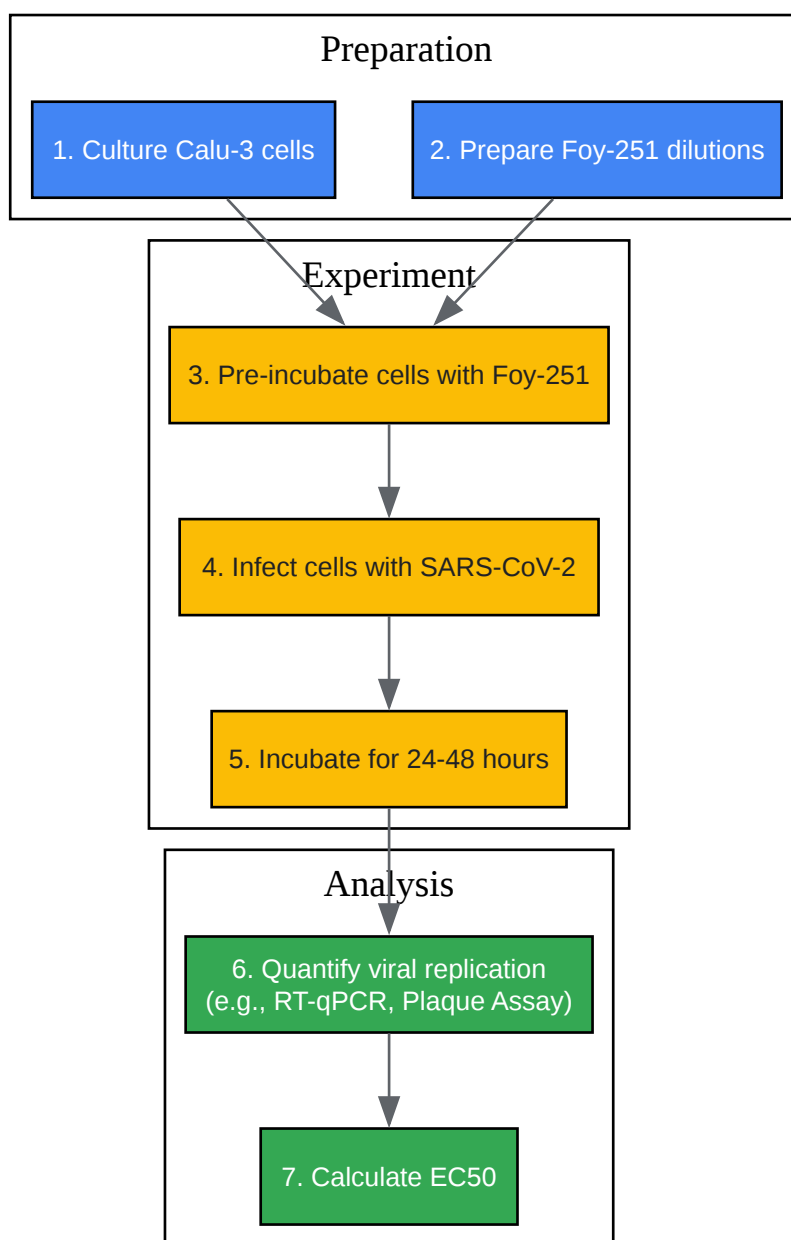 Preparation
1. Culture Calu-3 cells
2. Prepare Foy-251 dilutions
Experiment
3. Pre-incubate cells with Foy-251
4. Infect cells with SARS-CoV-2
5. Incubate for 24-48 hours
Analysis
6. Quantify viral replication
(e.g., RT-qPCR, Plaque Assay)
7. Calculate EC50